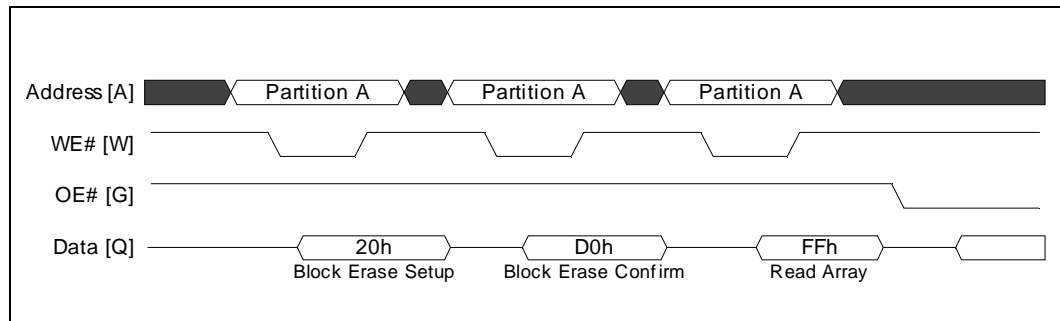 Address [A] Partition A Partition A Partition A
WE# [W]
OE# [G]
Data [Q] 20h D0h FFh
Block Erase Setup Block Erase Confirm Read Array